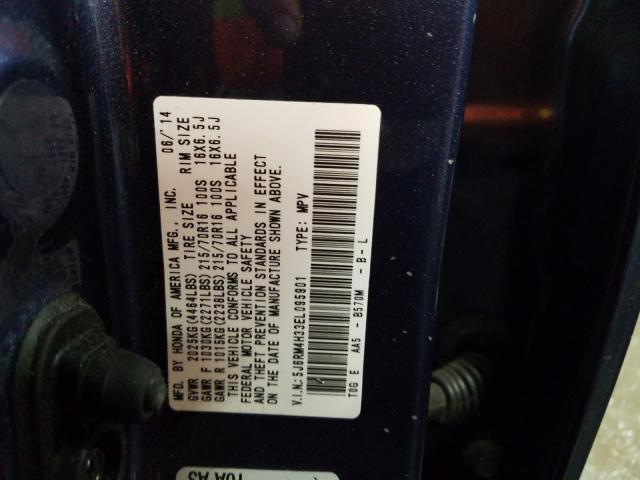 MFD. BY HONDA OF AMERICA MFG., INC. 06/'14
GVWR 2025KG(4464LBS) TIRE SIZE RIM SIZE
GAWR F 1030KG(2271LBS) 215/70R16 100S 16X6.5J
GAWR R 1015KG(2238LBS) 215/70R16 100S 16X6.5J
THIS VEHICLE CONFORMS TO ALL APPLICABLE
FEDERAL MOTOR VEHICLE SAFETY
AND THEFT PREVENTION STANDARDS IN EFFECT
ON THE DATE OF MANUFACTURE SHOWN ABOVE.
V.I.N.:5J6RM4H33EL095901 TYPE: MPV
T0G E AA5 - B570M - B - L
T0A A3